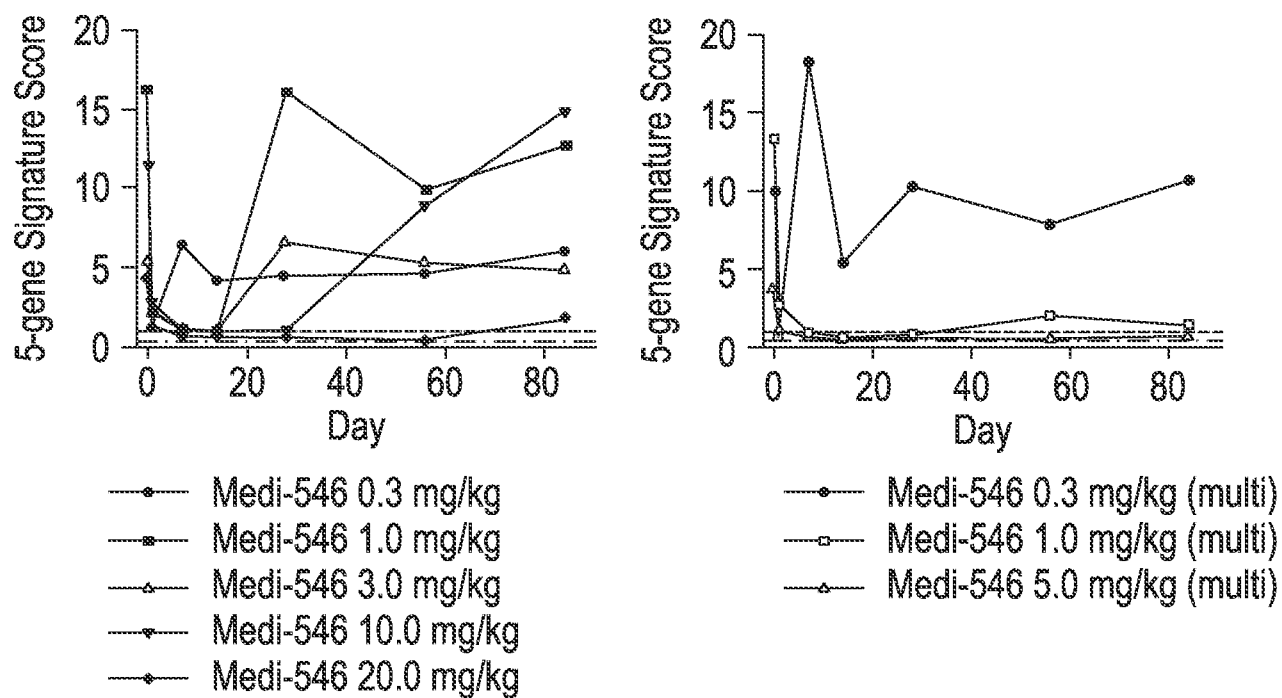 5-gene Signature Score
20
15
10
5
0
0 20 40 60 80
Day
Medi-546 0.3 mg/kg
Medi-546 1.0 mg/kg
Medi-546 3.0 mg/kg
Medi-546 10.0 mg/kg
Medi-546 20.0 mg/kg
5-gene Signature Score
20
15
10
5
0
0 20 40 60 80
Day
Medi-546 0.3 mg/kg (multi)
Medi-546 1.0 mg/kg (multi)
Medi-546 5.0 mg/kg (multi)